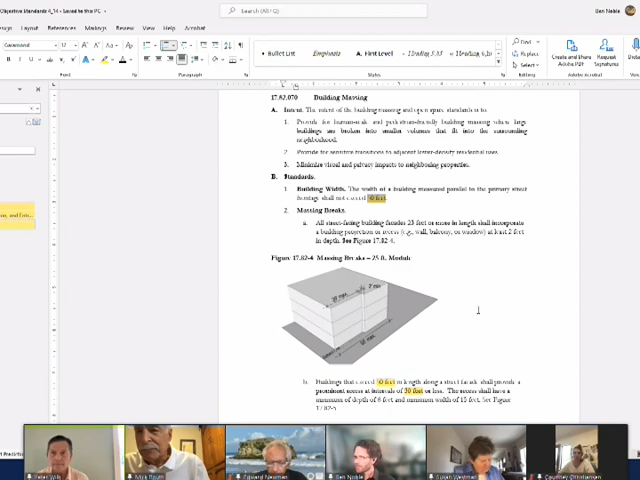 Objective Standards 4_14 - Saved to this PC
Search (Alt+Q)
Ben Noble
Layout References Mailings Review View Help Acrobat
Garamond
Bullet List Emphasis A. First Level
Find
Replace
Select
Create and Share Adobe PDF
Request Signatures
Paragraph
Styles
Editing
Adobe Acrobat
17.82.070 Building Massing
A. Intent. The intent of the building massing and open space standards is to:
1. Provide for human-scale and pedestrian-friendly building massing where large
buildings are broken into smaller volumes that fit into the surrounding
neighborhood.
2. Provide for sensitive transitions to adjacent lower-density residential uses.
3. Minimize visual and privacy impacts to neighboring properties.
B. Standards.
1. Building Width. The width of a building measured parallel to the primary street
frontage shall not exceed feet.
2. Massing Breaks.
a. All street-facing building facades 25 feet or more in length shall incorporate
a building projection or recess (e.g., wall, balcony, or window) at least 2 feet
in depth. See Figure 17.82-4.
Figure 17.82-4 Massing Breaks – 25 ft. Module
b. Buildings that exceed feet in length along a street facade shall provide a
prominent recess at intervals of feet or less. The recess shall have a
minimum of depth of 8 feet and minimum width of 15 feet. See Figure
17.82-5
Peter Wilk
Mick Routh
Edward Newman
Ben Noble
Susan Westman
Courtney Christiansen